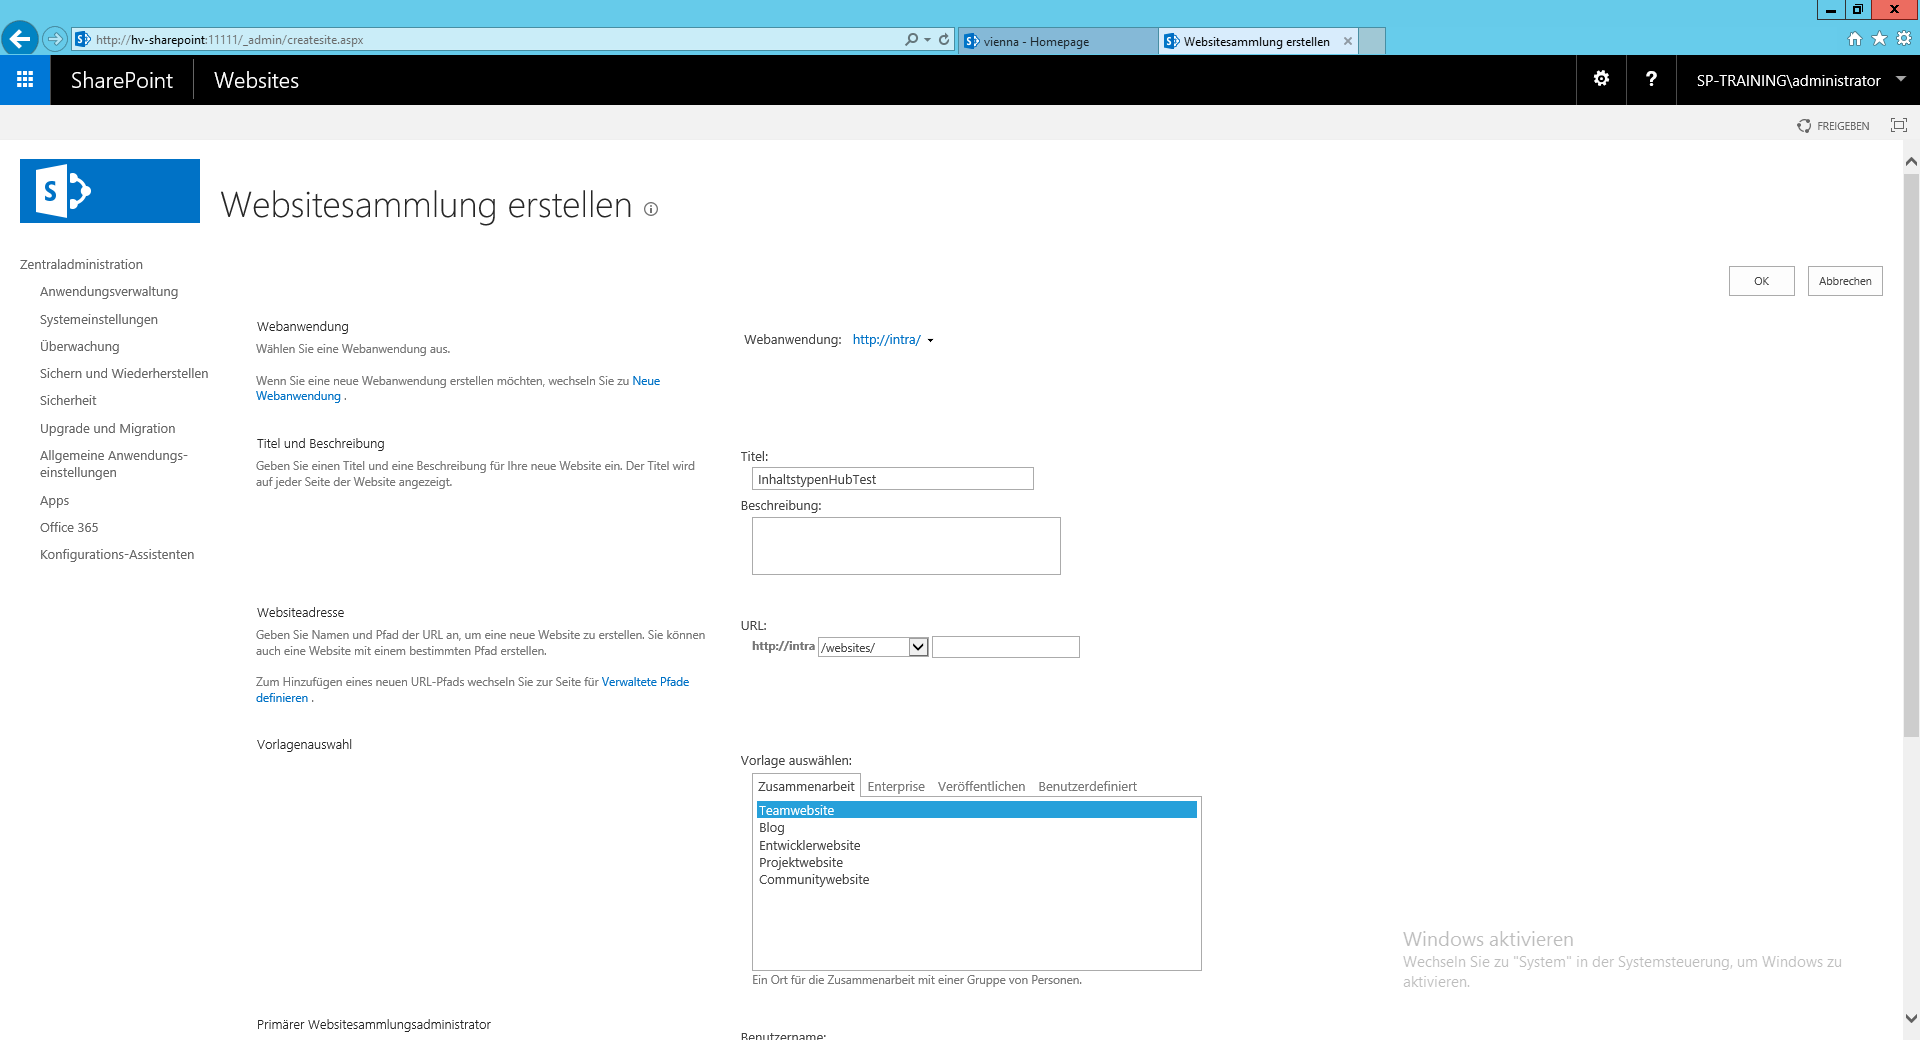 http://hv-sharepoint:11111/_admin/createsite.aspx
vienna - Homepage
Websitesammlung erstellen
SharePoint
Websites
?
SP-TRAINING\administrator
FREIGEBEN
S
Websitesammlung erstellen
Zentraladministration
Anwendungsverwaltung
Systemeinstellungen
Überwachung
Sichern und Wiederherstellen
Sicherheit
Upgrade und Migration
Allgemeine Anwendungs-
einstellungen
Apps
Office 365
Konfigurations-Assistenten
OK
Abbrechen
Webanwendung
Wählen Sie eine Webanwendung aus.
Wenn Sie eine neue Webanwendung erstellen möchten, wechseln Sie zu Neue
Webanwendung .
Webanwendung: http://intra/
Titel und Beschreibung
Geben Sie einen Titel und eine Beschreibung für Ihre neue Website ein. Der Titel wird
auf jeder Seite der Website angezeigt.
Titel:
InhaltstypenHubTest
Beschreibung:
Websiteadresse
Geben Sie Namen und Pfad der URL an, um eine neue Website zu erstellen. Sie können
auch eine Website mit einem bestimmten Pfad erstellen.
Zum Hinzufügen eines neuen URL-Pfads wechseln Sie zur Seite für Verwaltete Pfade
definieren .
URL:
http://intra /websites/
Vorlagenauswahl
Vorlage auswählen:
Zusammenarbeit Enterprise Veröffentlichen Benutzerdefiniert
Teamwebsite
Blog
Entwicklerwebsite
Projektwebsite
Communitywebsite
Ein Ort für die Zusammenarbeit mit einer Gruppe von Personen.
Windows aktivieren
Wechseln Sie zu "System" in der Systemsteuerung, um Windows zu
aktivieren.
Primärer Websitesammlungsadministrator
Benutzername: